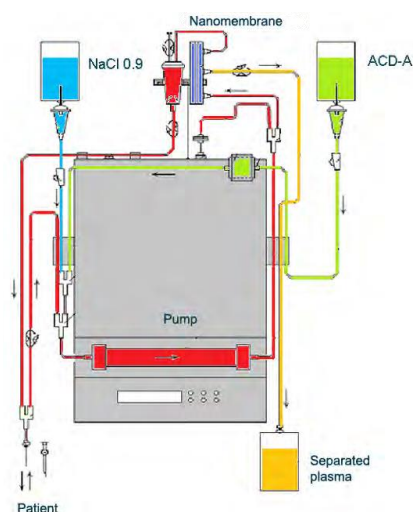 Nanomembrane
NaCl 0.9
ACD-A
Pump
Separated
plasma
Patient